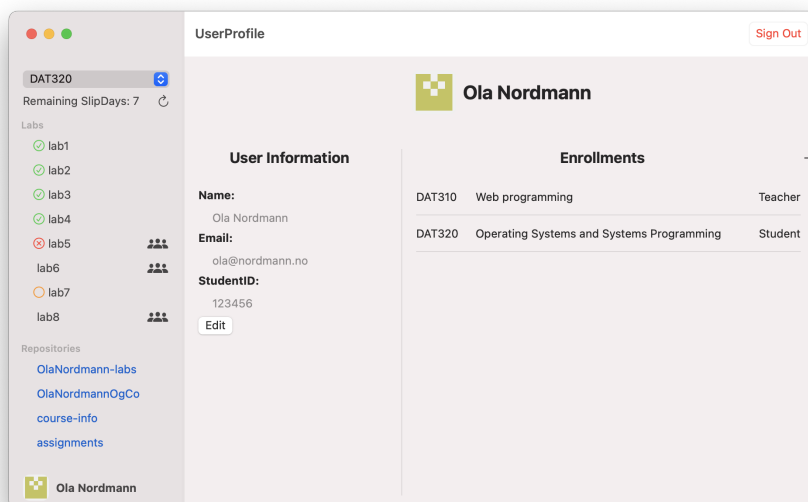 UserProfile
Sign Out
DAT320
Remaining SlipDays: 7
Labs
lab1
lab2
lab3
lab4
lab5
lab6
lab7
lab8
Repositories
OlaNordmann-labs
OlaNordmannOgCo
course-info
assignments
Ola Nordmann
Ola Nordmann
User Information
Name:
Ola Nordmann
Email:
ola@nordmann.no
StudentID:
123456
Edit
Enrollments
DAT310 Web programming Teacher
DAT320 Operating Systems and Systems Programming Student